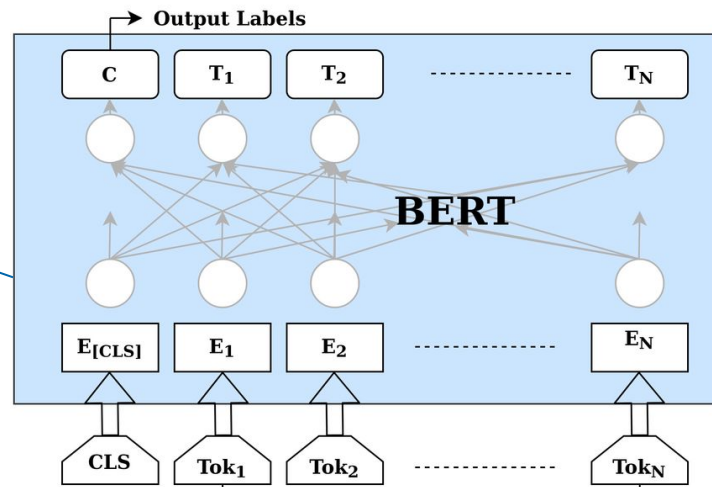 Output Labels
C T1 T2 TN
BERT
E[CLS] E1 E2 EN
CLS Tok1 Tok2 TokN